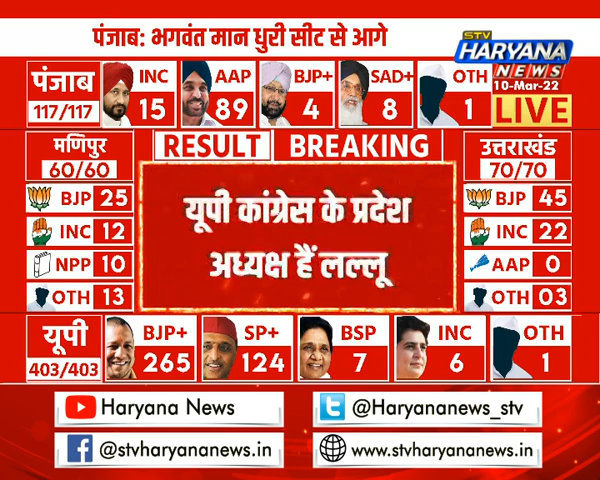 पंजाब: भगवंत मान धुरी सीट से आगे
STV
HARYANA
NEWS
10-Mar-22
LIVE
पंजाब
117/117
INC
15
AAP
89
BJP+
4
SAD+
8
OTH
1
RESULT BREAKING
मणिपुर
60/60
BJP 25
INC 12
NPP 10
OTH 13
यूपी कांग्रेस के प्रदेश
अध्यक्ष हैं लल्लू
उत्तराखंड
70/70
BJP 45
INC 22
AAP 0
OTH 03
यूपी
403/403
BJP+
265
SP+
124
BSP
7
INC
6
OTH
1
Haryana News
@Haryananews_stv
@stvharyananews.in
www.stvharyananews.in